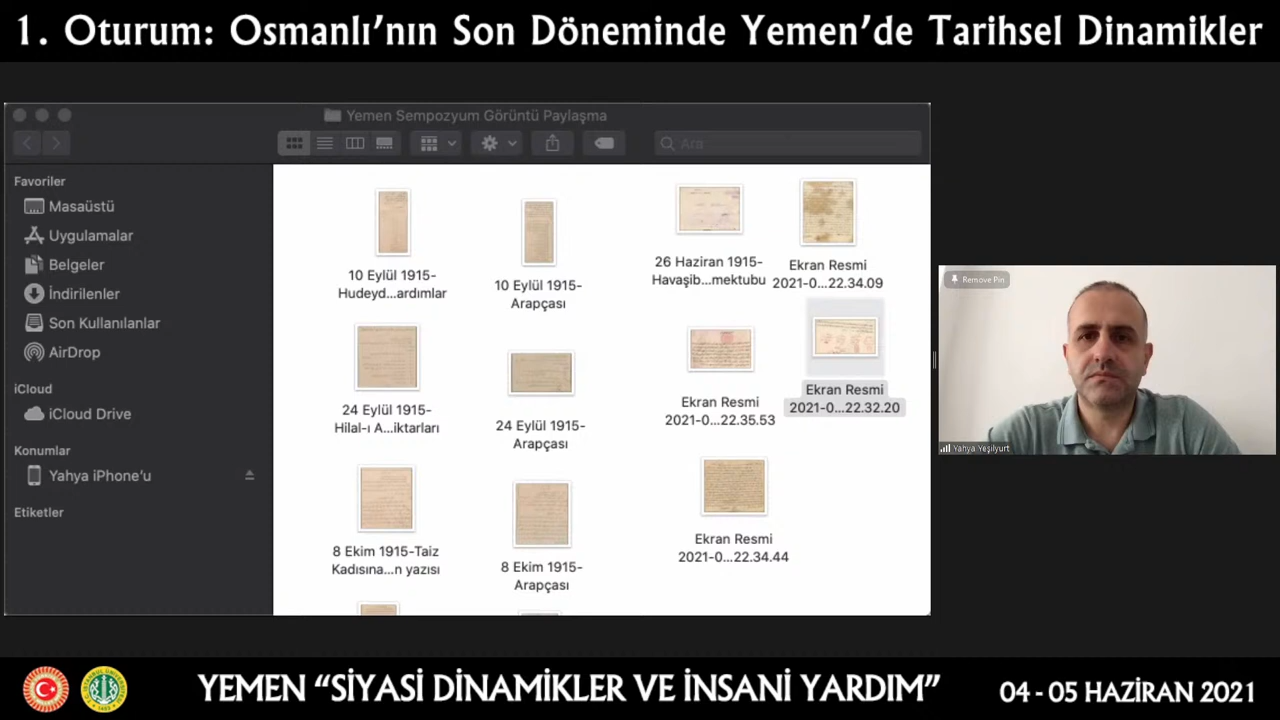 1. Oturum: Osmanlı’nın Son Döneminde Yemen’de Tarihsel Dinamikler
Yemen Sempozyum Görüntü Paylaşma
Ara
Favoriler
Masaüstü
Uygulamalar
Belgeler
İndirilenler
Son Kullanılanlar
AirDrop
iCloud
iCloud Drive
Konumlar
Yahya iPhone’u
Etiketler
10 Eylül 1915-
Hudeyd...ardımlar
10 Eylül 1915-
Arapçası
26 Haziran 1915-
Havaşib...mektubu
Ekran Resmi
2021-0...22.34.09
24 Eylül 1915-
Hilal-ı A...iktarları
24 Eylül 1915-
Arapçası
Ekran Resmi
2021-0...22.35.53
Ekran Resmi
2021-0...22.32.20
8 Ekim 1915-Taiz
Kadısına...n yazısı
8 Ekim 1915-
Arapçası
Ekran Resmi
2021-0...22.34.44
Remove Pin
Yahya Yeşilyurt
YEMEN “SİYASİ DİNAMİKLER VE İNSANİ YARDIM”
04 - 05 HAZİRAN 2021